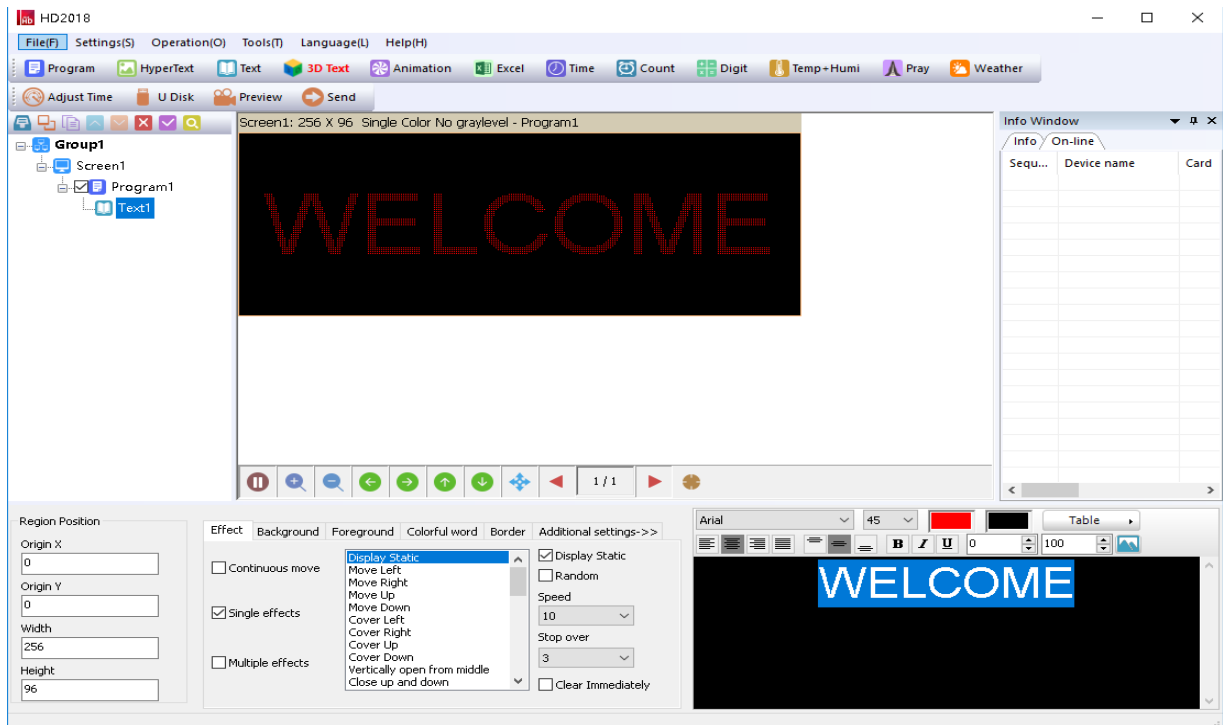 HD2018
File(F) Settings(S) Operation(O) Tools(T) Language(L) Help(H)
Program HyperText Text 3D Text Animation Excel Time Count Digit Temp+Humi Pray Weather
Adjust Time U Disk Preview Send
Group1
Screen1
Program1
Text1
Screen1: 256 X 96 Single Color No graylevel - Program1
WELCOME
1/1
Info Window
Info On-line
Sequ... Device name Card
Region Position
Origin X
0
Origin Y
0
Width
256
Height
96
Effect Background Foreground Colorful word Border Additional settings->>
Continuous move
Single effects
Multiple effects
Display Static
Move Left
Move Right
Move Up
Move Down
Cover Left
Cover Right
Cover Up
Cover Down
Vertically open from middle
Close up and down
Display Static
Random
Speed
10
Stop over
3
Clear Immediately
Arial 45 Table
B I U 0 100
WELCOME